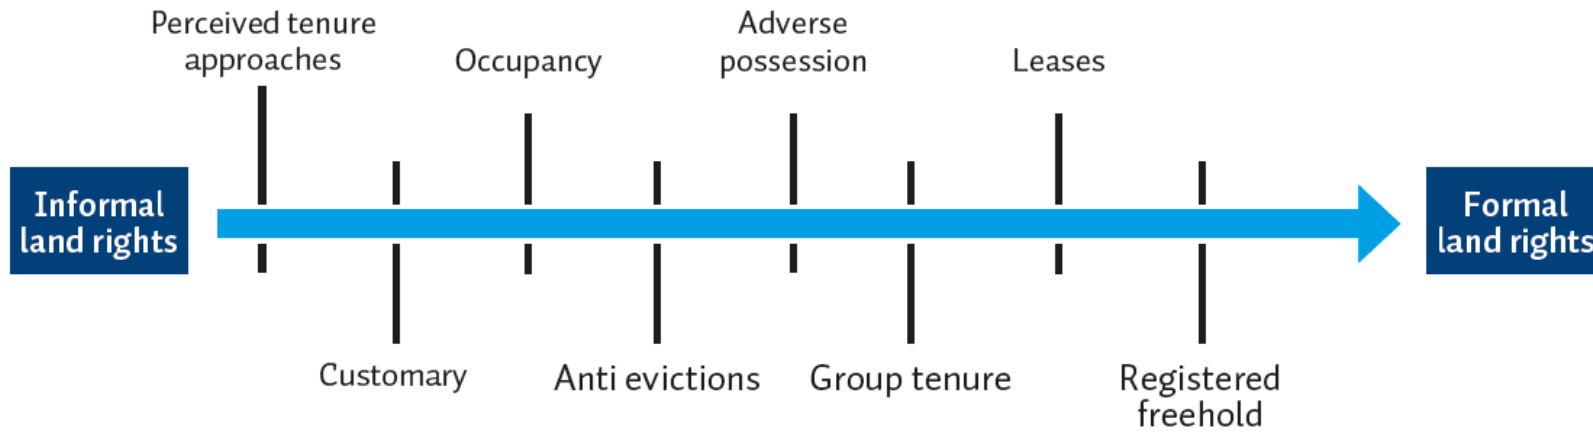 Perceived tenure
approaches
Occupancy
Adverse
possession
Leases
Informal
land rights
Formal
land rights
Customary
Anti evictions
Group tenure
Registered
freehold